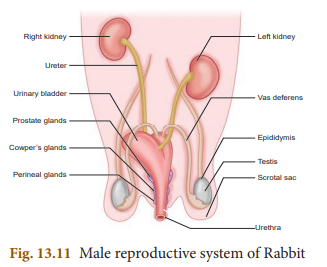 Right kidney
Ureter
Urinary bladder
Prostate glands
Cowper's glands
Perineal glands
Left kidney
Vas deferens
Epididymis
Testis
Scrotal sac
Urethra
Fig. 13.11 Male reproductive system of Rabbit